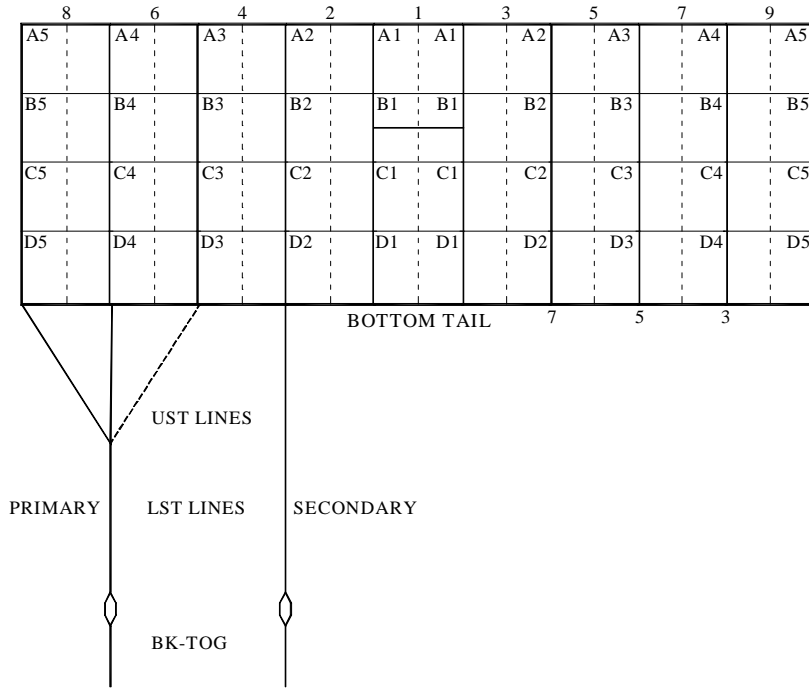 8 6 4 2 1 3 5 7 9
A5 A4 A3 A2 A1 A1 A2 A3 A4 A5
B5 B4 B3 B2 B1 B1 B2 B3 B4 B5
C5 C4 C3 C2 C1 C1 C2 C3 C4 C5
D5 D4 D3 D2 D1 D1 D2 D3 D4 D5
BOTTOM TAIL 7 5 3
UST LINES
PRIMARY LST LINES SECONDARY
BK-TOG